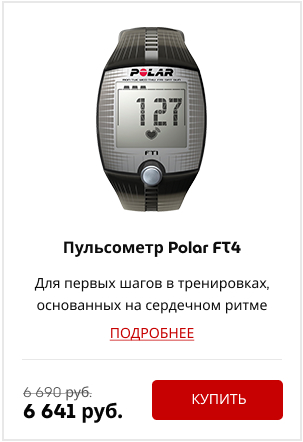 POLAR
127
FT1
Пульсометр Polar FT4
Для первых шагов в тренировках,
основанных на сердечном ритме
ПОДРОБНЕЕ
6 690 руб.
6 641 руб.
КУПИТЬ